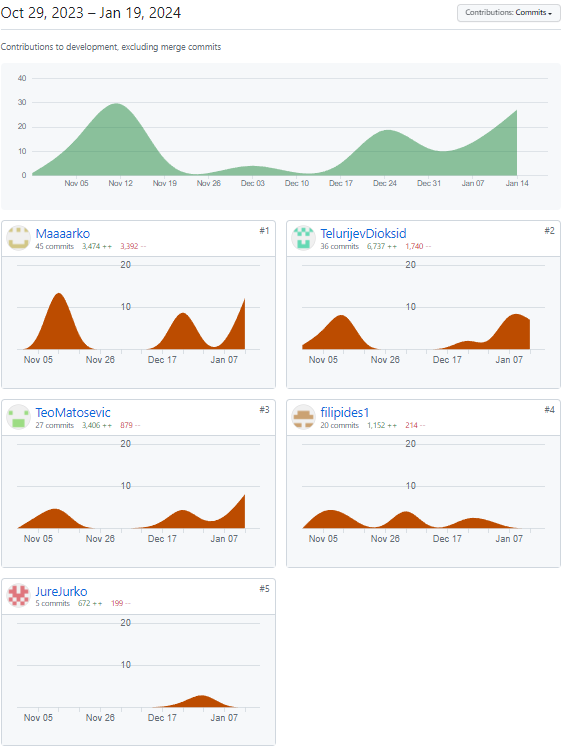 Oct 29, 2023 – Jan 19, 2024
Contributions: Commits
Contributions to development, excluding merge commits
40
30
20
10
0
Nov 05 Nov 12 Nov 19 Nov 26 Dec 03 Dec 10 Dec 17 Dec 24 Dec 31 Jan 07 Jan 14
Maaaarko #1
45 commits 3,474 ++ 3,392 --
20
10
Nov 05 Nov 26 Dec 17 Jan 07
TelurijevDioksid #2
36 commits 6,737 ++ 1,740 --
20
10
Nov 05 Nov 26 Dec 17 Jan 07
TeoMatosevic #3
27 commits 3,406 ++ 879 --
20
10
Nov 05 Nov 26 Dec 17 Jan 07
filipides1 #4
20 commits 1,152 ++ 214 --
20
10
Nov 05 Nov 26 Dec 17 Jan 07
JureJurko #5
5 commits 672 ++ 199 --
20
10
Nov 05 Nov 26 Dec 17 Jan 07